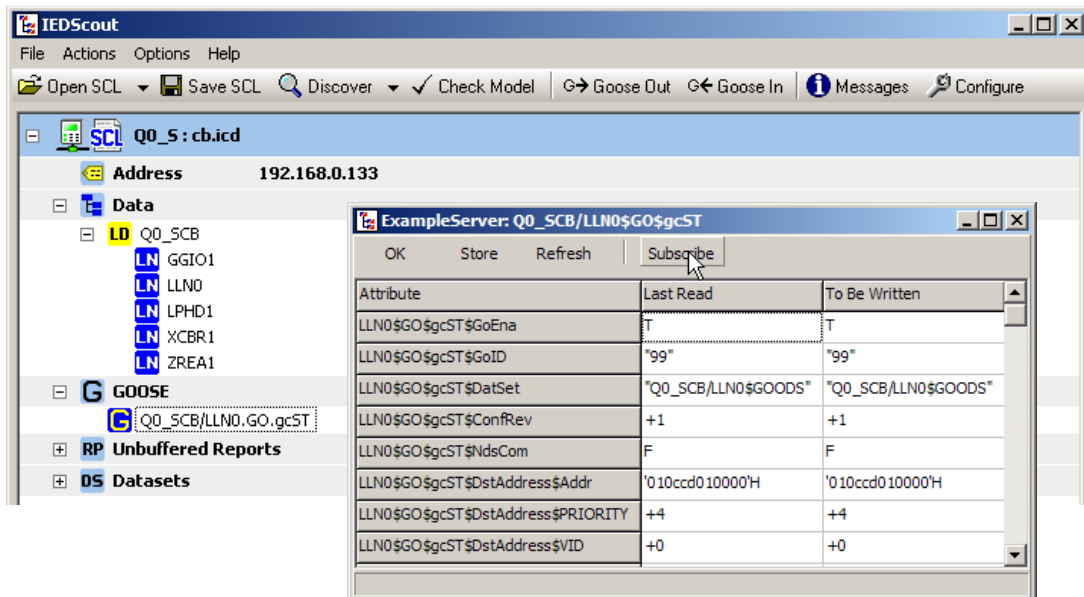 IEDScout
File Actions Options Help
Open SCL Save SCL Discover Check Model G→ Goose Out G← Goose In Messages Configure
SCL Q0_S : cb.icd
Address 192.168.0.133
Data
LD Q0_SCB
LN GGIO1
LN LLN0
LN LPHD1
LN XCBR1
LN ZREA1
G GOOSE
G Q0_SCB/LLN0.GO.gcST
RP Unbuffered Reports
DS Datasets
ExampleServer: Q0_SCB/LLN0$GO$gcST
OK Store Refresh Subscribe
Attribute Last Read To Be Written
LLN0$GO$gcST$GoEna T T
LLN0$GO$gcST$GoID "99" "99"
LLN0$GO$gcST$DatSet "Q0_SCB/LLN0$GOODS" "Q0_SCB/LLN0$GOODS"
LLN0$GO$gcST$ConfRev +1 +1
LLN0$GO$gcST$NdsCom F F
LLN0$GO$gcST$DstAddress$Addr '010ccd010000'H '010ccd010000'H
LLN0$GO$gcST$DstAddress$PRIORITY +4 +4
LLN0$GO$gcST$DstAddress$VID +0 +0